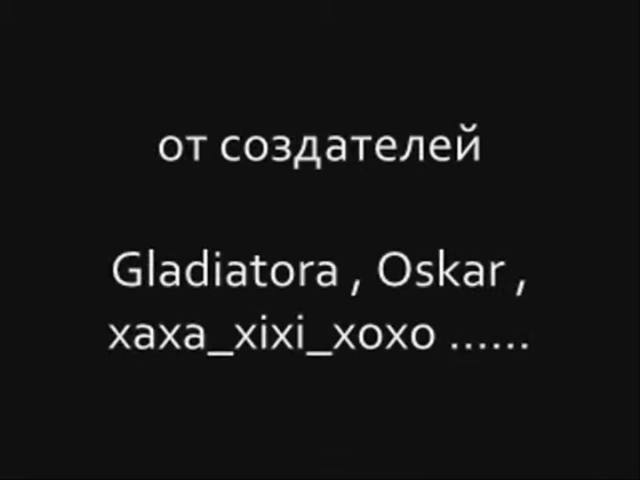 от создателей
Gladiatora , Oskar ,
xaxa_xixi_xoxo ......